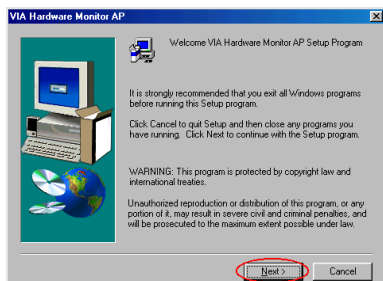 VIA Hardware Monitor AP
Welcome VIA Hardware Monitor AP Setup Program
It is strongly recommended that you exit all Windows programs
before running this Setup program.
Click Cancel to quit Setup and then close any programs you
have running. Click Next to continue with the Setup program.
WARNING: This program is protected by copyright law and
international treaties.
Unauthorized reproduction or distribution of this program, or any
portion of it, may result in severe civil and criminal penalties, and
will be prosecuted to the maximum extent possible under law.
Next >
Cancel